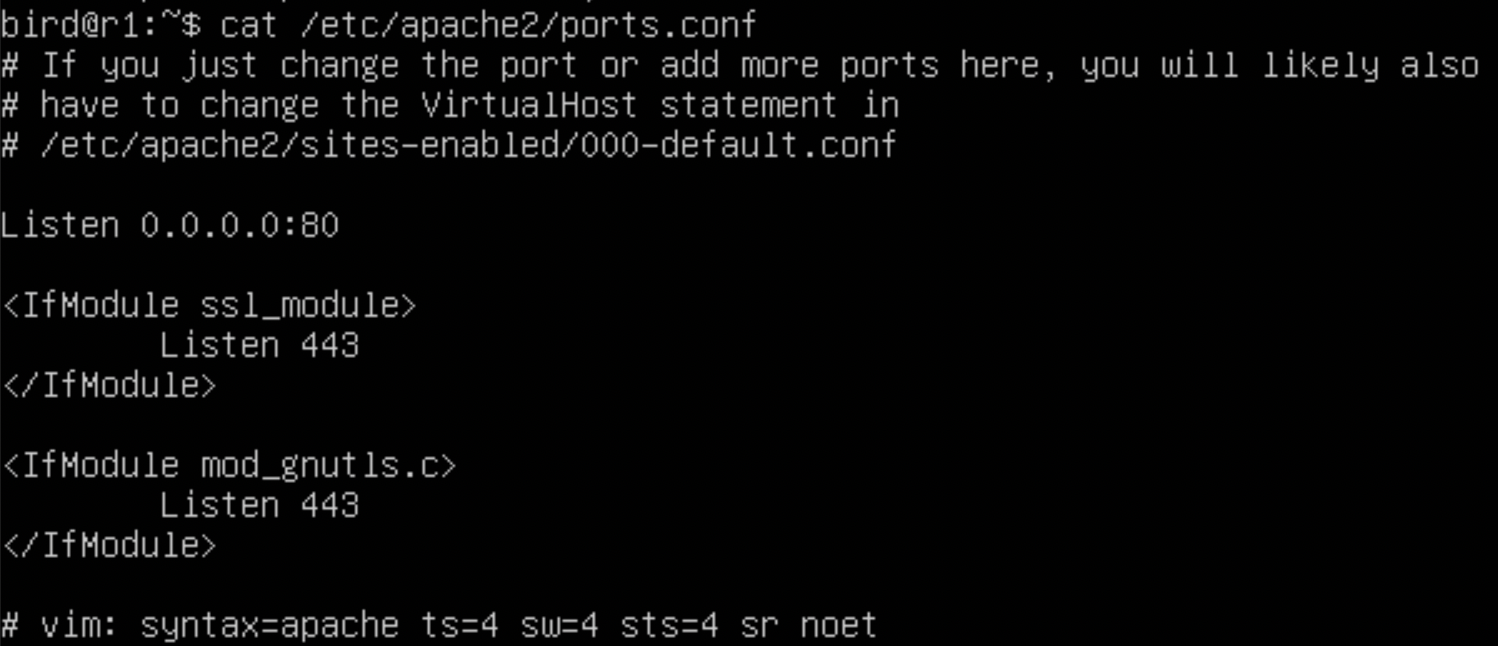 bird@r1:~$ cat /etc/apache2/ports.conf
# If you just change the port or add more ports here, you will likely also
# have to change the VirtualHost statement in
# /etc/apache2/sites-enabled/000-default.conf

Listen 0.0.0.0:80

<IfModule ssl_module>
        Listen 443
</IfModule>

<IfModule mod_gnutls.c>
        Listen 443
</IfModule>

# vim: syntax=apache ts=4 sw=4 sts=4 sr noet